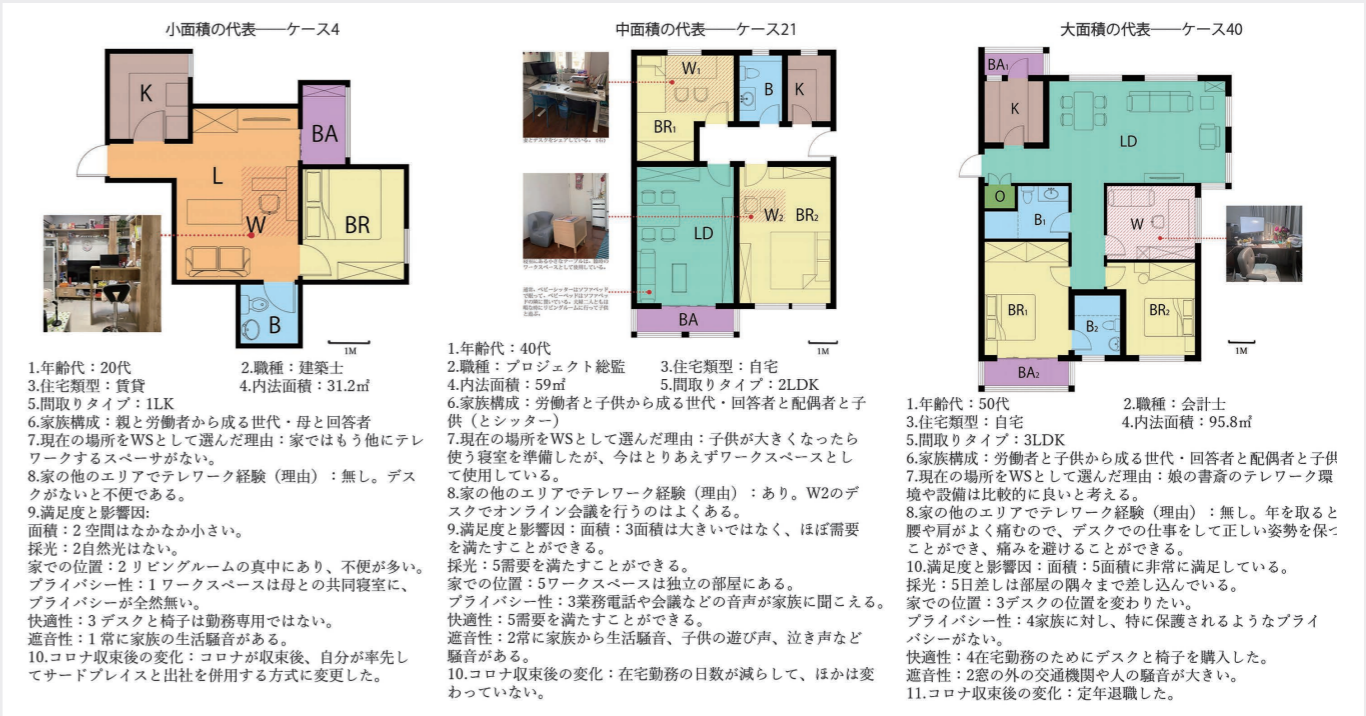 小面積の代表——ケース4
K
BA
L
W
BR
B
1M
1.年齢代：20代 2.職種：建築士
3.住宅類型：賃貸 4.内法面積：31.2㎡
5.間取りタイプ：1LK
6.家族構成：親と労働者から成る世代・母と回答者
7.現在の場所をWSとして選んだ理由：家ではもう他にテレ
ワークするスペーサがない。
8.家の他のエリアでテレワーク経験（理由）：無し。デス
クがないと不便である。
9.満足度と影響因:
面積：2 空間はなかなか小さい。
採光：2自然光はない。
家での位置：2 リビングルームの真中にあり、不便が多い。
プライバシー性：1 ワークスペースは母との共同寝室に、
プライバシーが全然無い。
快適性：3 デスクと椅子は勤務専用ではない。
遮音性：1 常に家族の生活騒音がある。
10.コロナ収束後の変化：コロナが収束後、自分が率先し
てサードプレイスと出社を併用する方式に変更した。
中面積の代表——ケース21
W1
B
K
BR1
LD
W2
BR2
BA
1M
1.年齢代：40代
2.職種：プロジェクト総監 3.住宅類型：自宅
4.内法面積：59㎡ 5.間取りタイプ：2LDK
6.家族構成：労働者と子供から成る世代・回答者と配偶者と子
供（とシッター）
7.現在の場所をWSとして選んだ理由：子供が大きくなったら
使う寝室を準備したが、今はとりあえずワークスペースとし
て使用している。
8.家の他のエリアでテレワーク経験（理由）：あり。W2のデ
スクでオンライン会議を行うのはよくある。
9.満足度と影響因：面積：3面積は大きいではなく、ほぼ需要
を満たすことができる。
採光：5需要を満たすことができる。
家での位置：5ワークスペースは独立の部屋にある。
プライバシー性：3業務電話や会議などの音声が家族に聞こえる。
快適性：5需要を満たすことができる。
遮音性：2常に家族から生活騒音、子供の遊び声、泣き声など
騒音がある。
10.コロナ収束後の変化：在宅勤務の日数が減らして、ほかは変
わっていない。
大面積の代表——ケース40
BA1
K
LD
O
B1
W
BR1
B2
BR2
BA2
1M
1.年齢代：50代 2.職種：会計士
3.住宅類型：自宅 4.内法面積：95.8㎡
5.間取りタイプ：3LDK
6.家族構成：労働者と子供から成る世代・回答者と配偶者と子供
7.現在の場所をWSとして選んだ理由：娘の書斎のテレワーク環
境や設備は比較的に良いと考える。
8.家の他のエリアでテレワーク経験（理由）：無し。年を取ると
腰や肩がよく痛むので、デスクでの仕事をして正しい姿勢を保つ
ことができ、痛みを避けることができる。
10.満足度と影響因：面積：5面積に非常に満足している。
採光：5日差しは部屋の隅々まで差し込んでいる。
家での位置：3デスクの位置を変わりたい。
プライバシー性：4家族に対し、特に保護されるようなプライ
バシーがない。
快適性：4在宅勤務のためにデスクと椅子を購入した。
遮音性：2窓の外の交通機関や人の騒音が大きい。
11.コロナ収束後の変化：定年退職した。